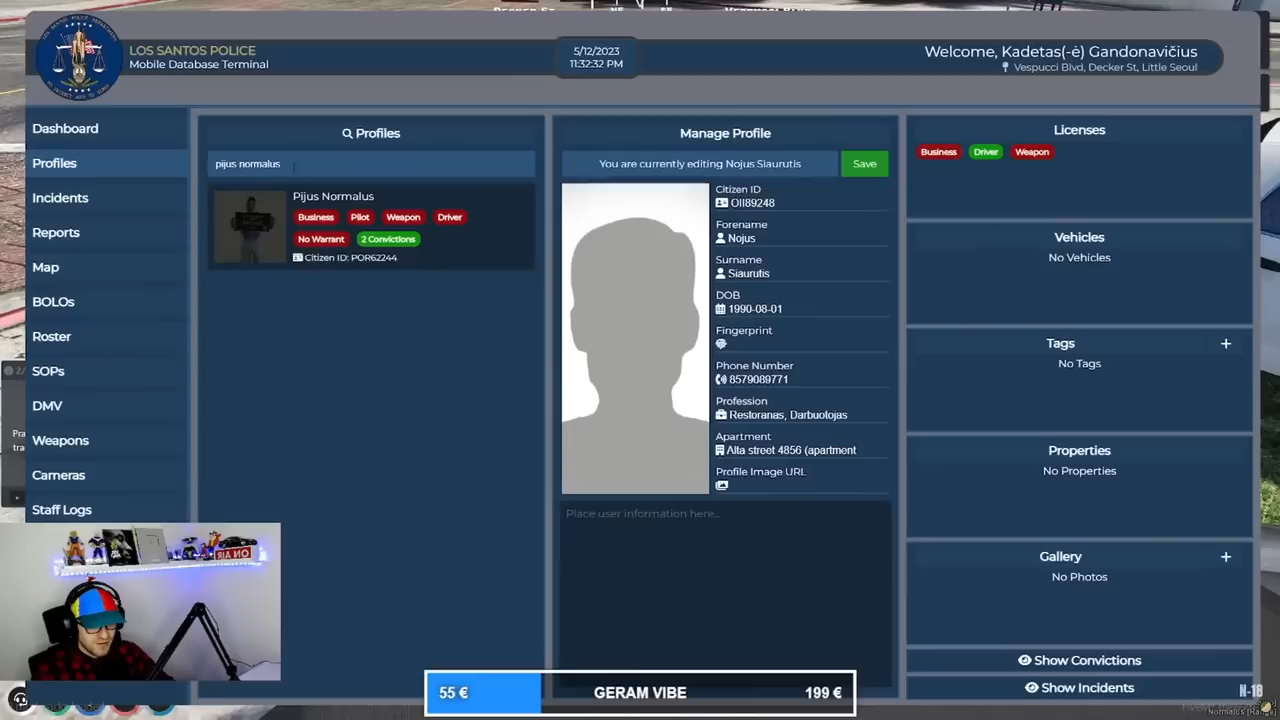 LOS SANTOS POLICE
Mobile Database Terminal
5/12/2023
11:32:32 PM
Welcome, Kadetas(-ė) Gandonavičius
Vespucci Blvd, Decker St, Little Seoul
Dashboard
Profiles
Incidents
Reports
Map
BOLOs
Roster
SOPs
DMV
Weapons
Cameras
Staff Logs
Profiles
pijus normalus
Pijus Normalus
Business Pilot Weapon Driver
No Warrant 2 Convictions
Citizen ID: POR62244
Manage Profile
You are currently editing Nojus Siaurutis
Save
Citizen ID
OII89248
Forename
Nojus
Surname
Siaurutis
DOB
1990-08-01
Fingerprint
Phone Number
8579089771
Profession
Restoranas, Darbuotojas
Apartment
Alta street 4856 (apartment
Profile Image URL
Place user information here...
Licenses
Business Driver Weapon
Vehicles
No Vehicles
Tags +
No Tags
Properties
No Properties
Gallery +
No Photos
Show Convictions
Show Incidents
ON AIR
55 €
GERAM VIBE
199 €
N-18